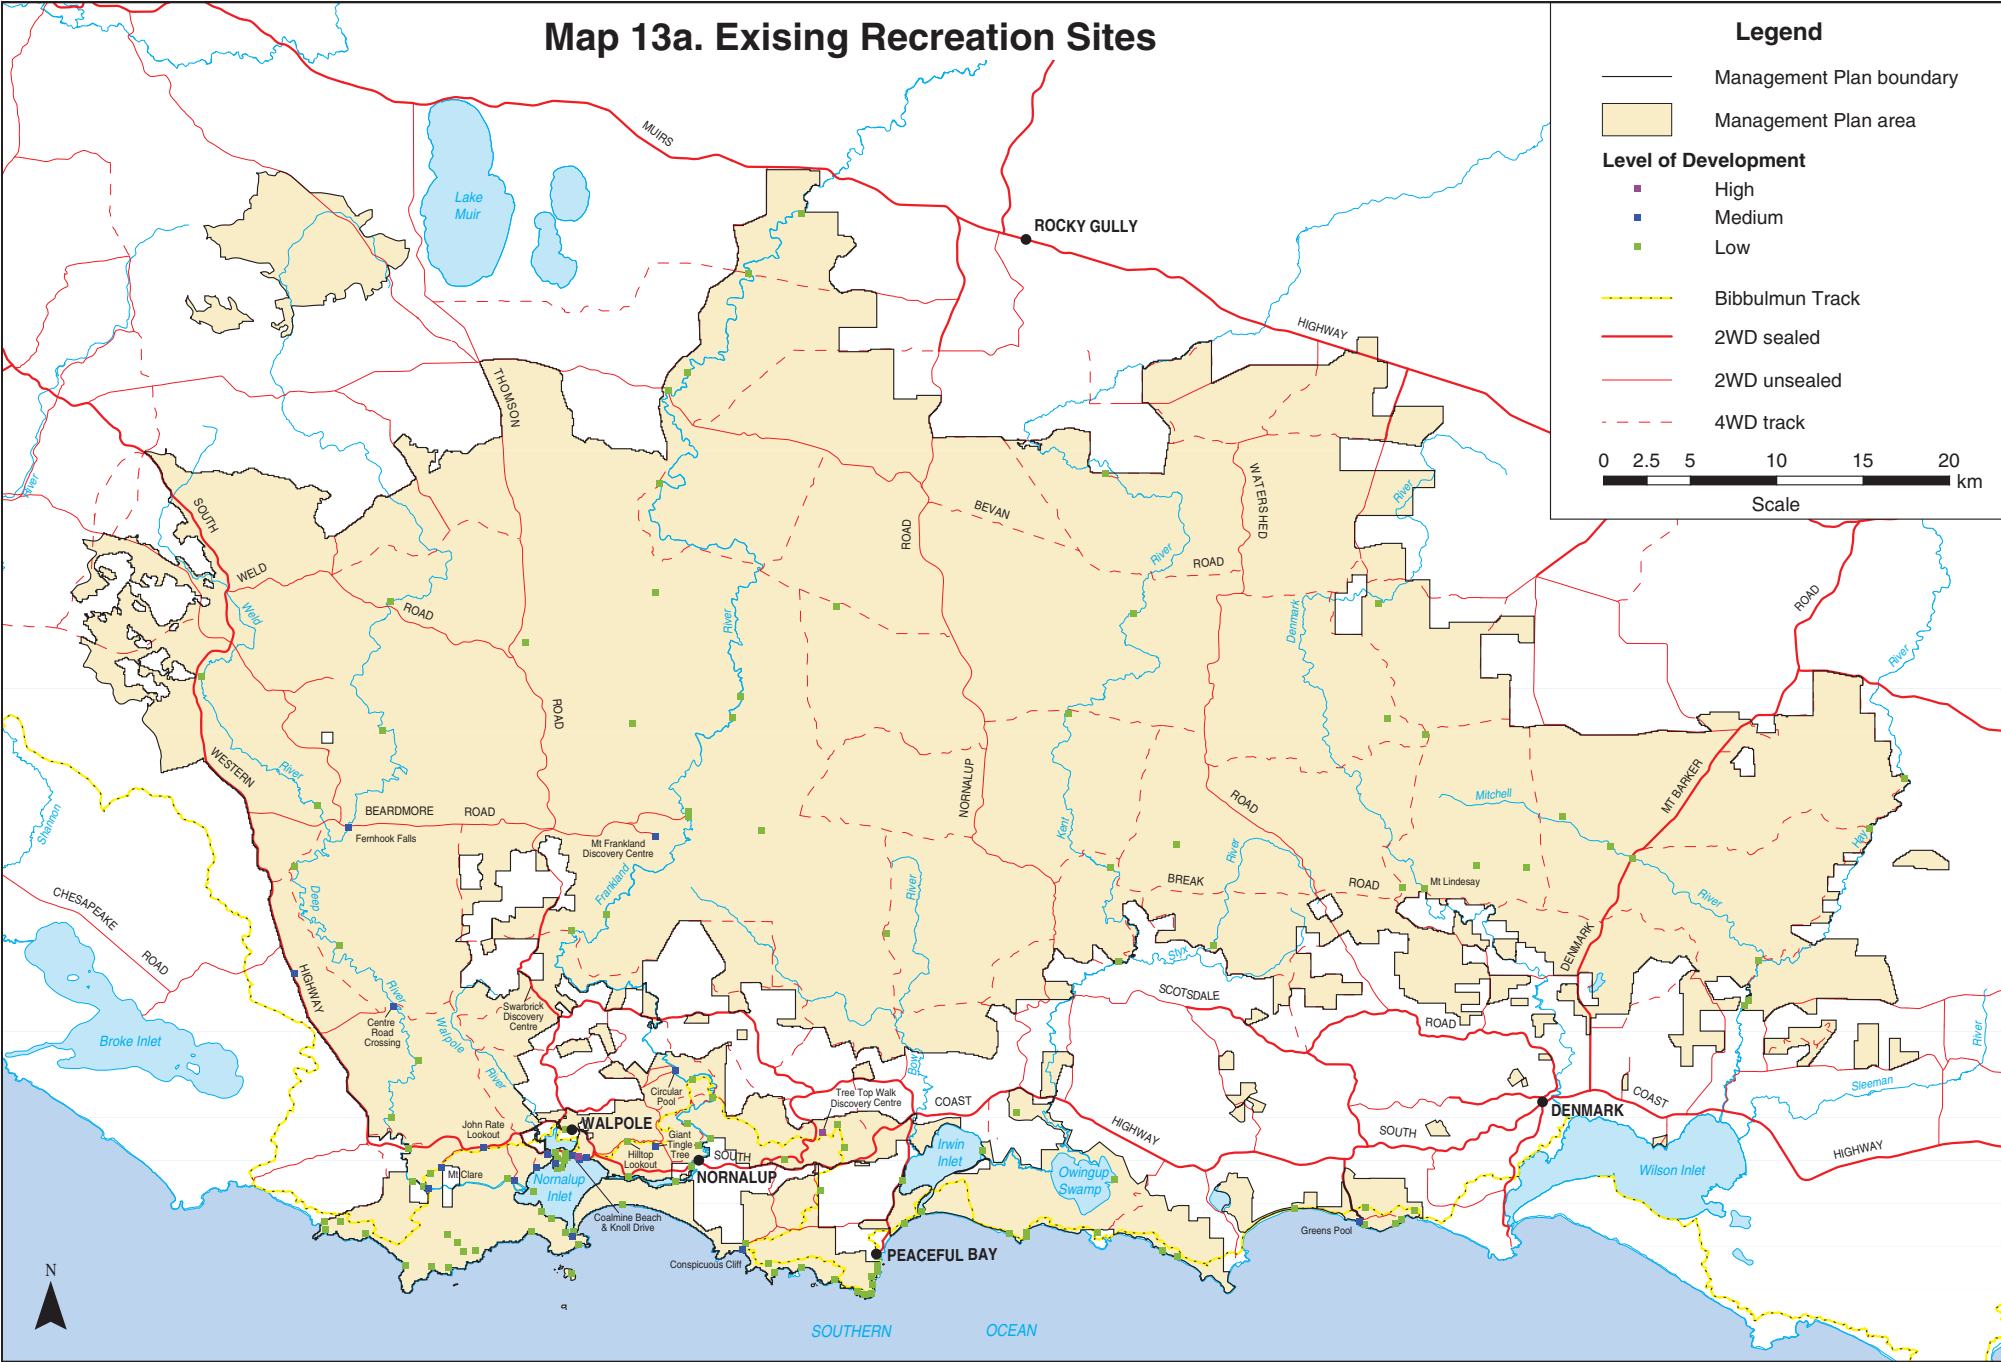 Map 13a. Exising Recreation Sites
Legend
Management Plan boundary
Management Plan area
Level of Development
High
Medium
Low
Bibbulmun Track
2WD sealed
2WD unsealed
4WD track
0 2.5 5 10 15 20
km
Scale
MUIRS
Lake
Muir
ROCKY GULLY
HIGHWAY
THOMSON
River
SOUTH
WELD
ROAD
Weld
ROAD
BEVAN
ROAD
WATERSHED
River
River
River
Denmark
ROAD
River
ROAD
WESTERN
River
Shannon
BEARDMORE
ROAD
Fernhook Falls
Mt Frankland
Discovery Centre
Frankland
NORNALUP
Kent
ROAD
River
Mitchell
MT BARKER
Hay
River
BREAK
ROAD
Mt Lindesay
River
DENMARK
CHESAPEAKE
ROAD
Deep
River
HIGHWAY
Broke Inlet
Centre
Road
Crossing
Walpole
River
Swarbrick
Discovery
Centre
Styx
SCOTSDALE
ROAD
Bow
Circular
Pool
Tree Top Walk
Discovery Centre
COAST
HIGHWAY
SOUTH
DENMARK
COAST
HIGHWAY
Sleeman
River
John Rate
Lookout
WALPOLE
Giant
Tingle
Tree
Hilltop
Lookout
SOUTH
NORNALUP
Mt Clare
Nornalup
Inlet
Irwin
Inlet
Owingup
Swamp
Wilson Inlet
Coalmine Beach
& Knoll Drive
Conspicuous Cliff
PEACEFUL BAY
Greens Pool
N
SOUTHERN OCEAN